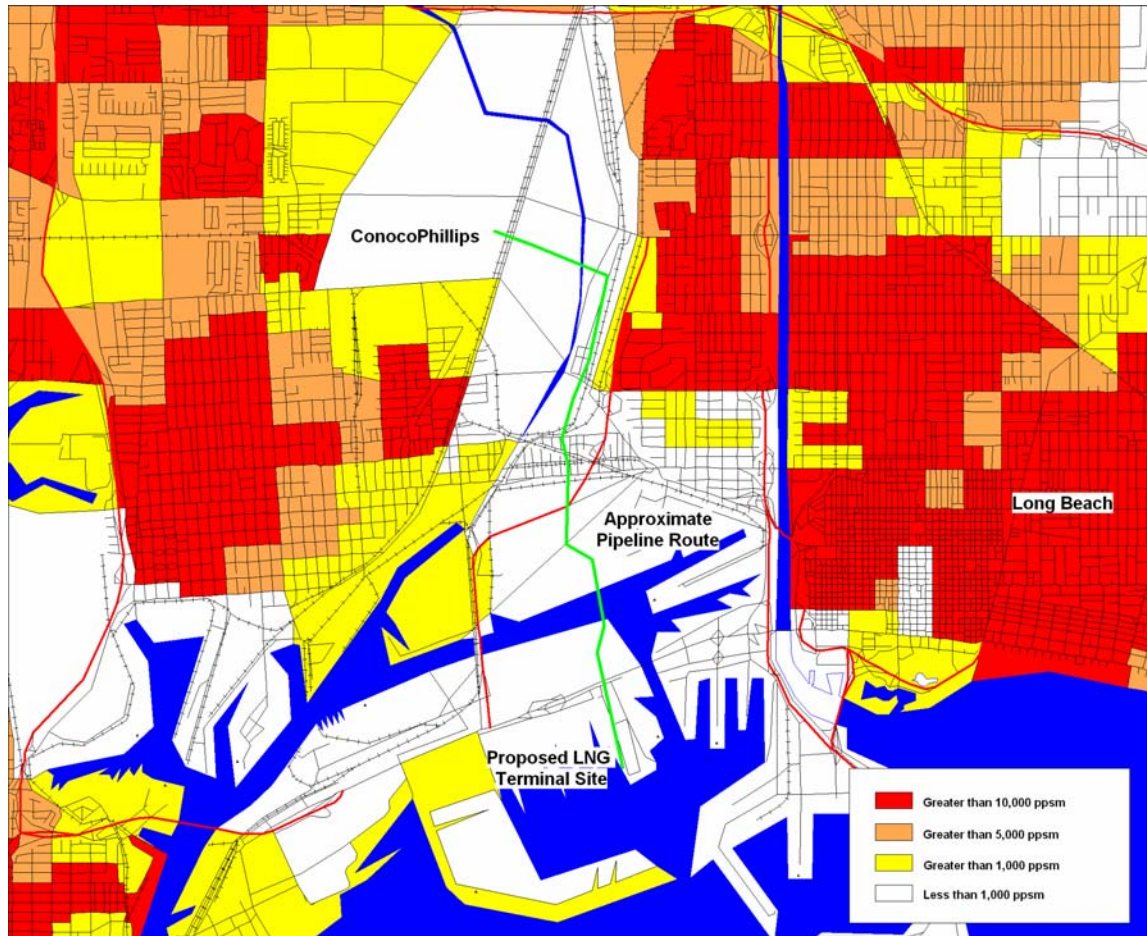 ConocoPhillips
Long Beach
Approximate
Pipeline Route
Proposed LNG
Terminal Site
Greater than 10,000 ppsm
Greater than 5,000 ppsm
Greater than 1,000 ppsm
Less than 1,000 ppsm